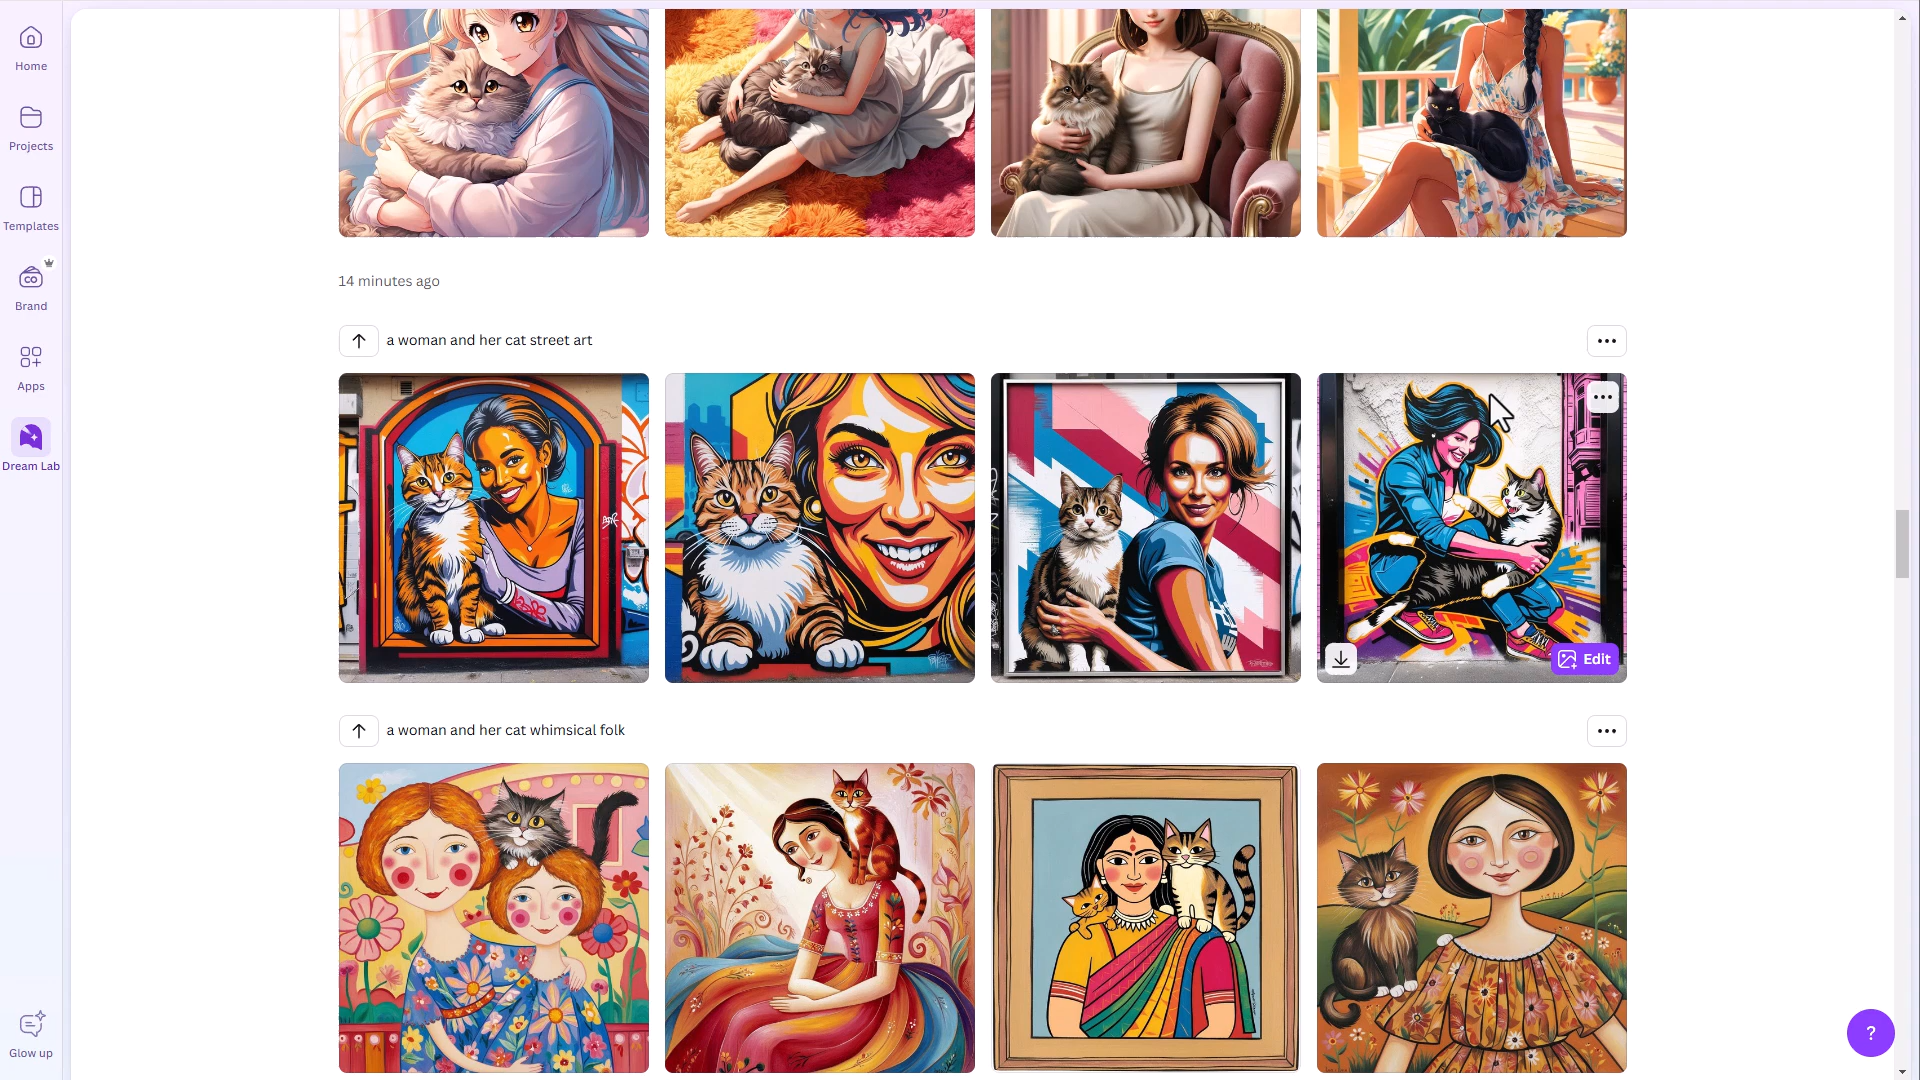 Home
Projects
Templates
Brand
Apps
Dream Lab
Glow up
14 minutes ago
a woman and her cat street art
Edit
a woman and her cat whimsical folk
?